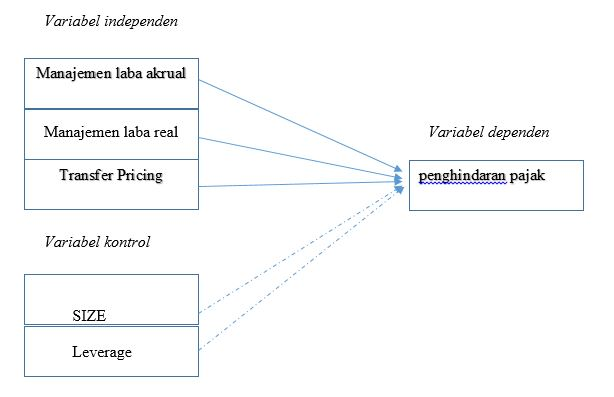 Variabel independen
Manajemen laba akrual
Manajemen laba real
Transfer Pricing
Variabel dependen
penghindaran pajak
Variabel kontrol
SIZE
Leverage